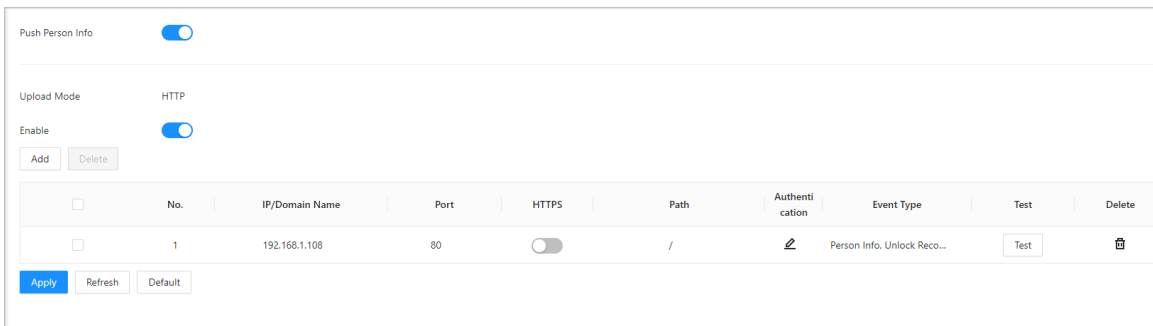 Push Person Info
Upload Mode HTTP
Enable
Add Delete
No. IP/Domain Name Port HTTPS Path Authenti
cation Event Type Test Delete
1 192.168.1.108 80 / Person Info, Unlock Reco... Test
Apply Refresh Default